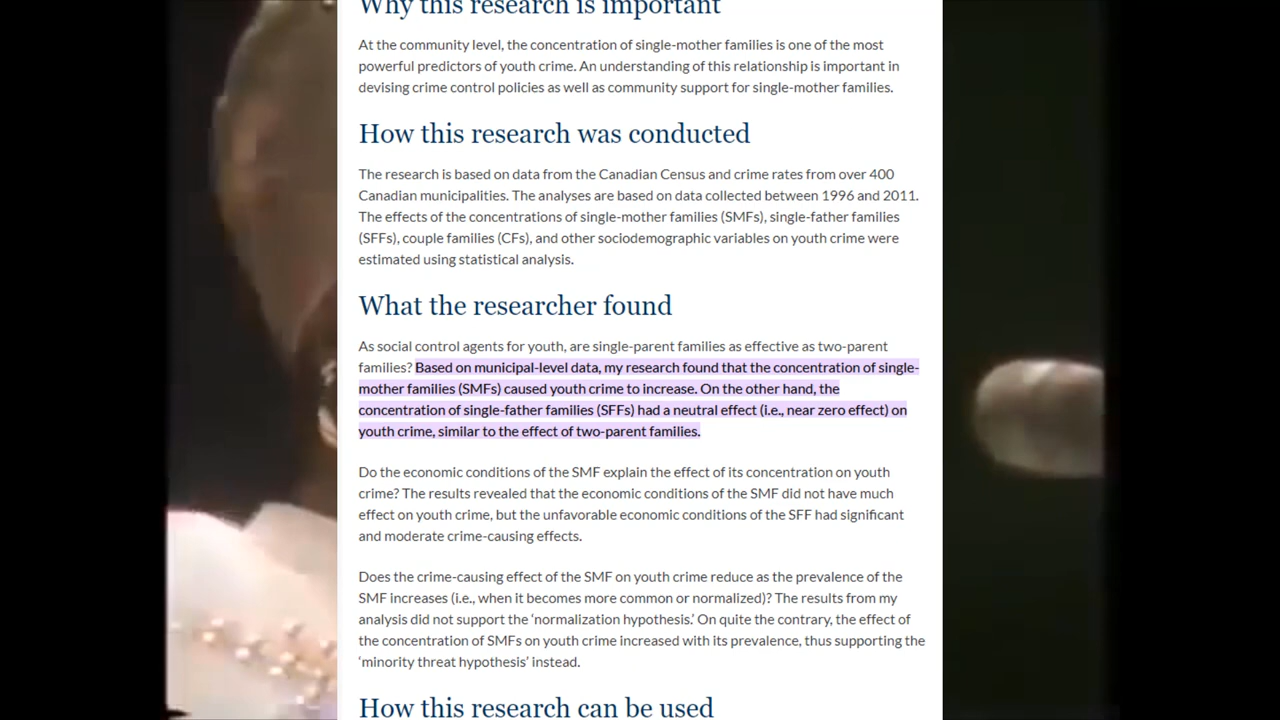 Why this research is important
At the community level, the concentration of single-mother families is one of the most
powerful predictors of youth crime. An understanding of this relationship is important in
devising crime control policies as well as community support for single-mother families.
How this research was conducted
The research is based on data from the Canadian Census and crime rates from over 400
Canadian municipalities. The analyses are based on data collected between 1996 and 2011.
The effects of the concentrations of single-mother families (SMFs), single-father families
(SFFs), couple families (CFs), and other sociodemographic variables on youth crime were
estimated using statistical analysis.
What the researcher found
As social control agents for youth, are single-parent families as effective as two-parent
families? Based on municipal-level data, my research found that the concentration of single-
mother families (SMFs) caused youth crime to increase. On the other hand, the
concentration of single-father families (SFFs) had a neutral effect (i.e., near zero effect) on
youth crime, similar to the effect of two-parent families.
Do the economic conditions of the SMF explain the effect of its concentration on youth
crime? The results revealed that the economic conditions of the SMF did not have much
effect on youth crime, but the unfavorable economic conditions of the SFF had significant
and moderate crime-causing effects.
Does the crime-causing effect of the SMF on youth crime reduce as the prevalence of the
SMF increases (i.e., when it becomes more common or normalized)? The results from my
analysis did not support the ‘normalization hypothesis.’ On quite the contrary, the effect of
the concentration of SMFs on youth crime increased with its prevalence, thus supporting the
‘minority threat hypothesis’ instead.
How this research can be used